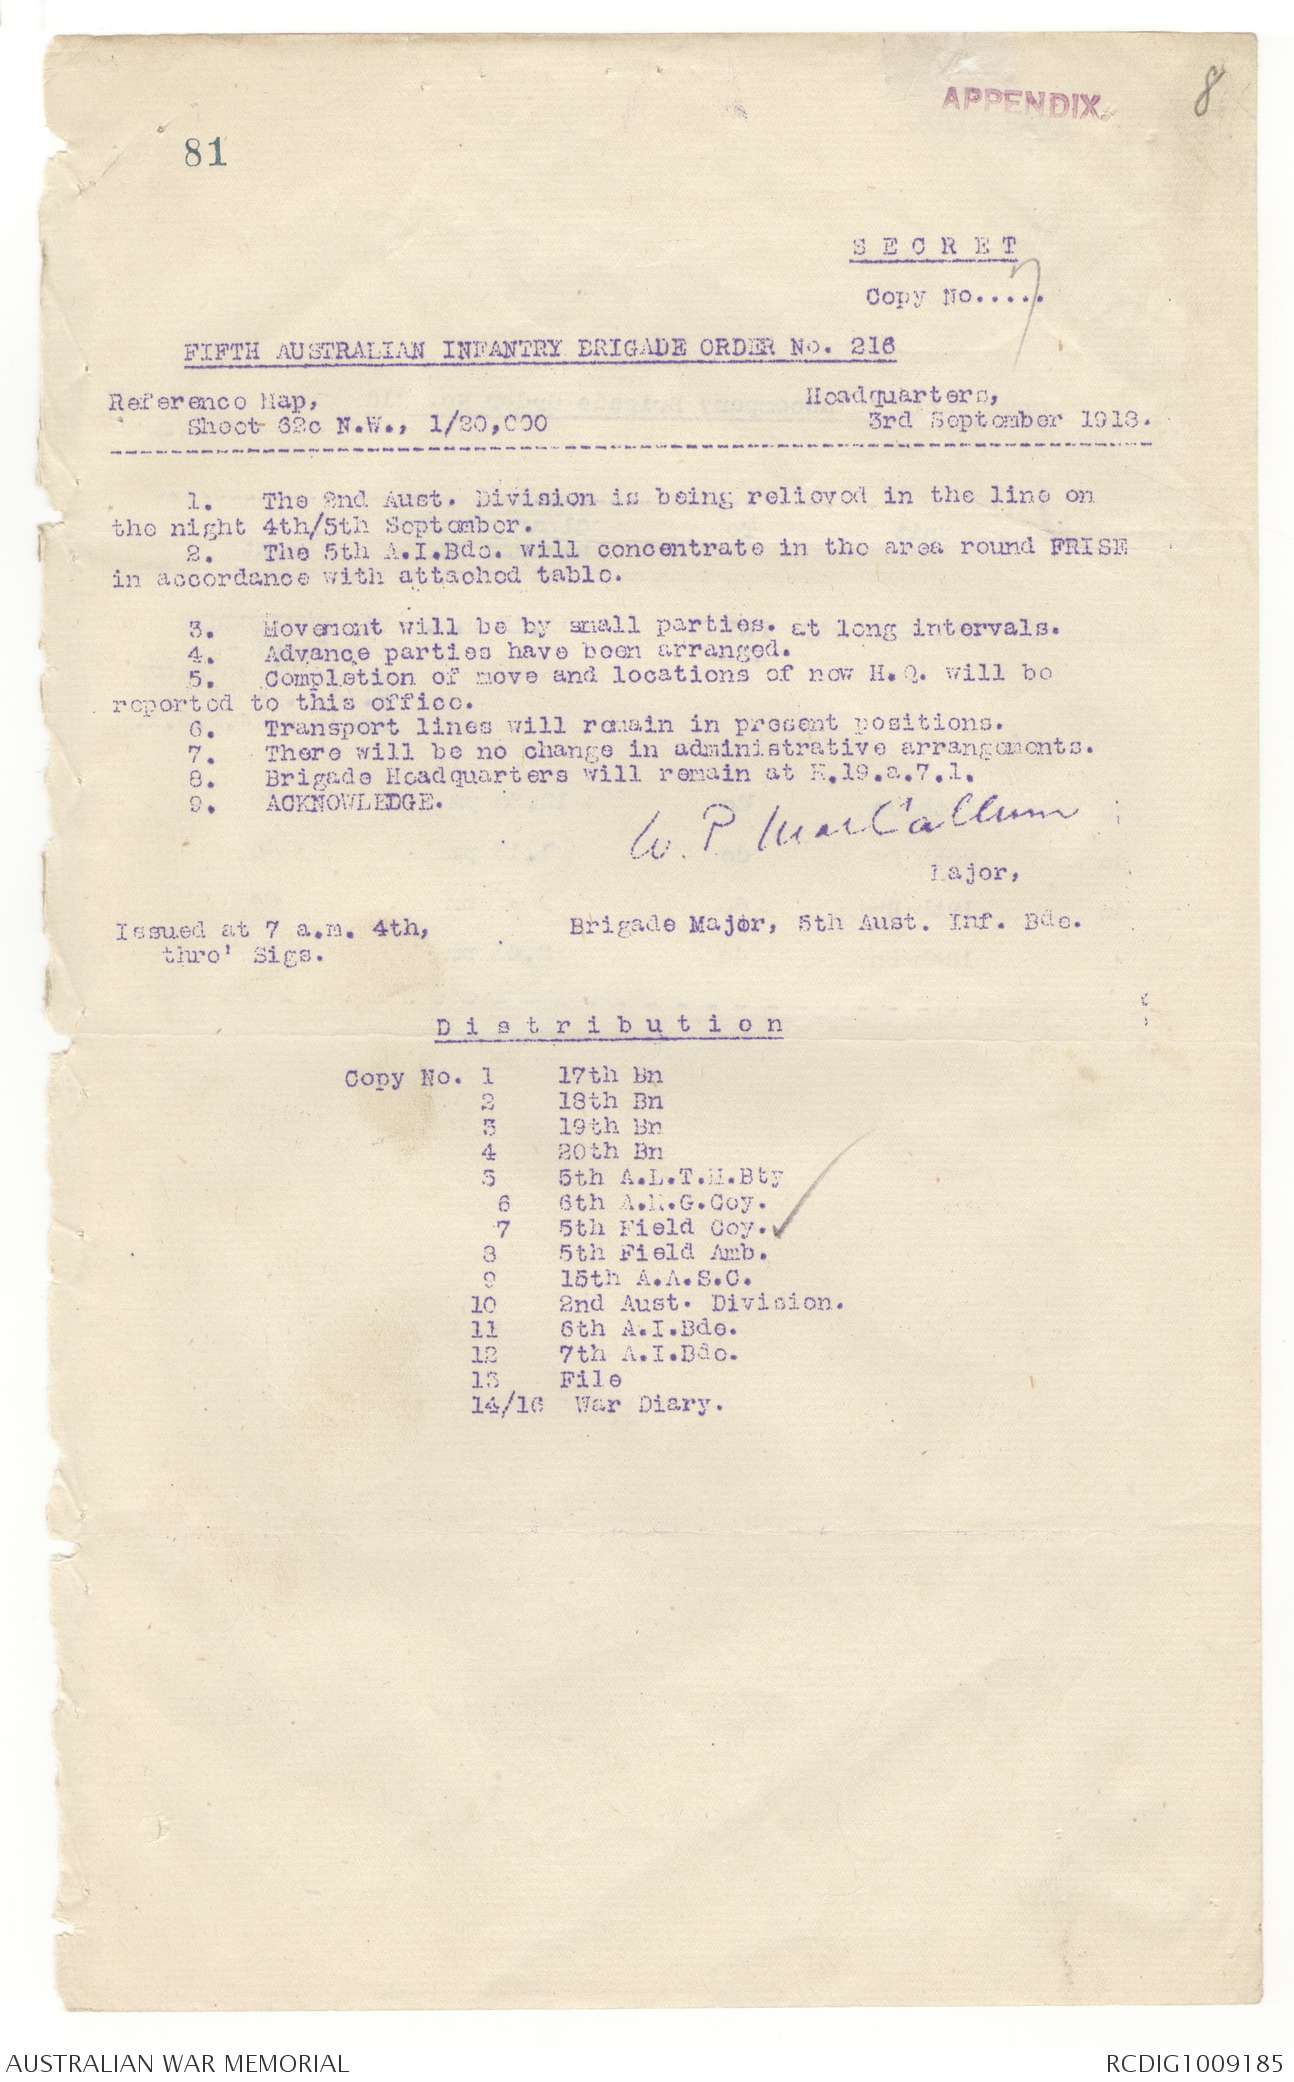 APPENDIX.
8
81
SECRET
Copy No.....7
FIFTH AUSTRALIAN INFANTRY BRIGADE ORDER No. 216
Reference Map,
Sheet 62c N.W., 1/20,000
Headquarters,
3rd September 1918.
1. The 2nd Aust. Division is being relieved in the line on
the night 4th/5th September.
2. The 5th A.I.Bde. will concentrate in the area round FRISE
in accordance with attached table.
3. Movement will be by small parties. at long intervals.
4. Advance parties have been arranged.
5. Completion of move and locations of new H.Q. will be
reported to this office.
6. Transport lines will remain in present positions.
7. There will be no change in administrative arrangements.
8. Brigade Headquarters will remain at H.19.a.7.1.
9. ACKNOWLEDGE.
W. P MacCallum
Major,
Brigade Major, 5th Aust. Inf. Bde.
Issued at 7 a.m. 4th,
thro' Sigs.
Distribution
Copy No. 1 17th Bn
2 18th Bn
3 19th Bn
4 20th Bn
5 5th A.L.T.M.Bty
6 6th A.M.G.Coy.
7 5th Field Coy. ✓
8 5th Field Amb.
9 15th A.A.S.C.
10 2nd Aust. Division.
11 6th A.I.Bde.
12 7th A.I.Bde.
13 File
14/16 War Diary.
AUSTRALIAN WAR MEMORIAL
RCDIG1009185